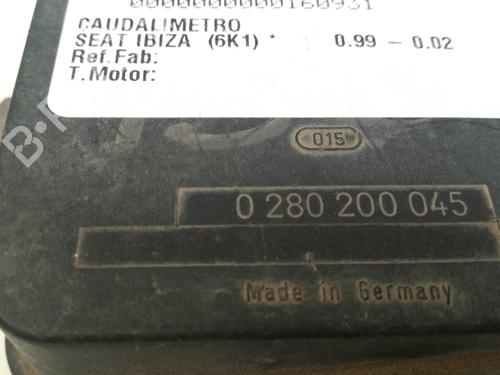 0000000000160931
CAUDALIMETRO
SEAT IBIZA (6K1) * 0.99 - 0.02
Ref.Fab:
T.Motor:
015
0 280 200 045
Made in Germany